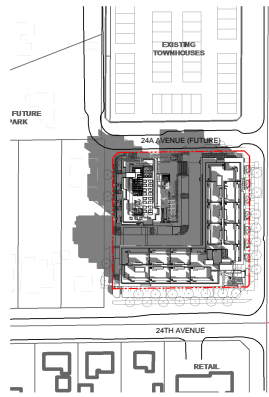 EXISTING
TOWNHOUSES
FUTURE
PARK
24A AVENUE (FUTURE)
24TH AVENUE
RETAIL